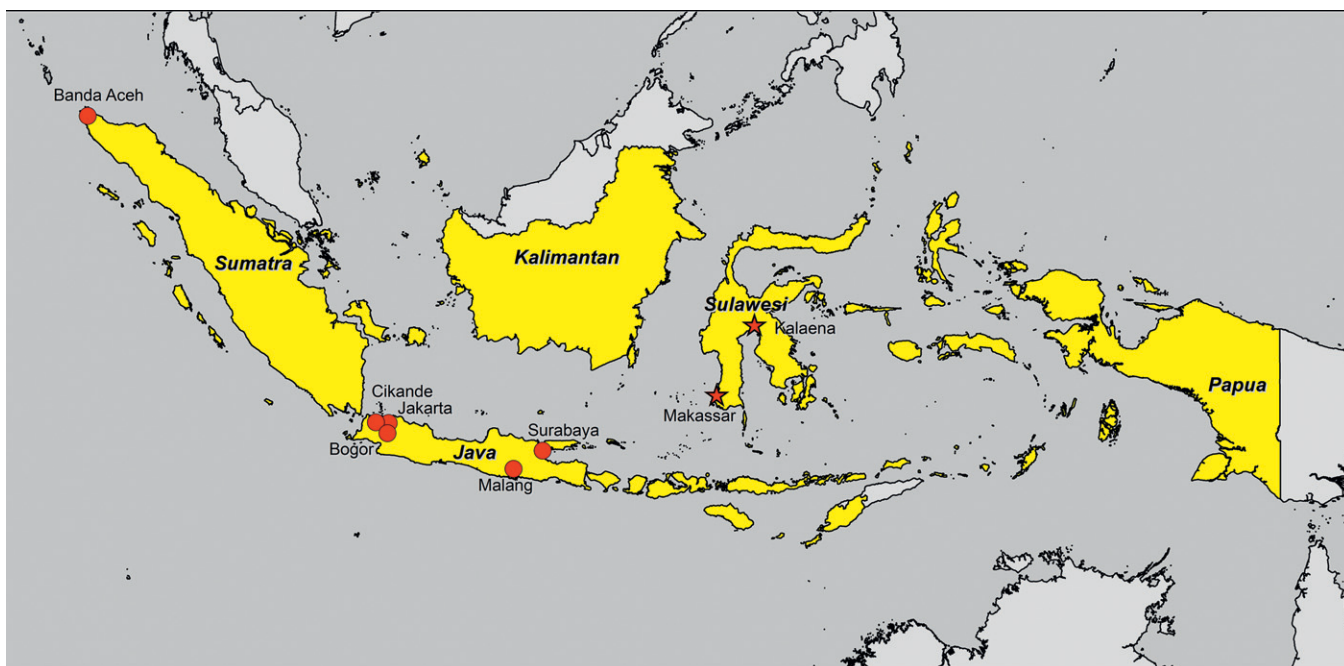 Banda Aceh
Sumatra
Kalimantan
Sulawesi
Kalaena
Papua
Makassar
Cikande
Jakarta
Bogor
Java
Surabaya
Malang